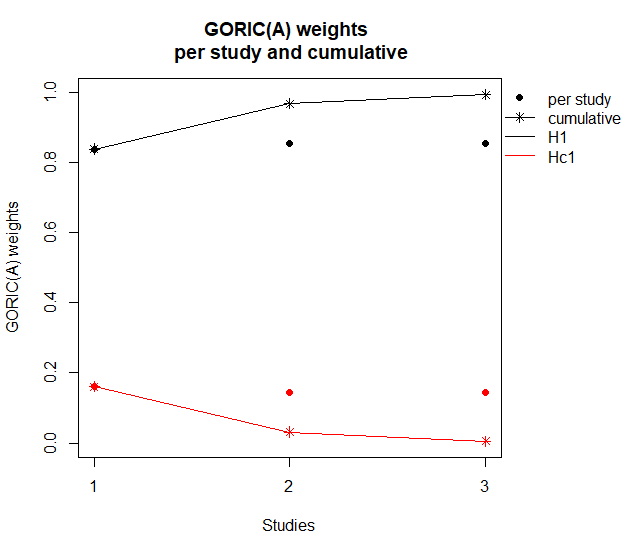 GORIC(A) weights
per study and cumulative
per study
cumulative
H1
Hc1
GORIC(A) weights
1.0
0.8
0.6
0.4
0.2
0.0
1 2 3
Studies